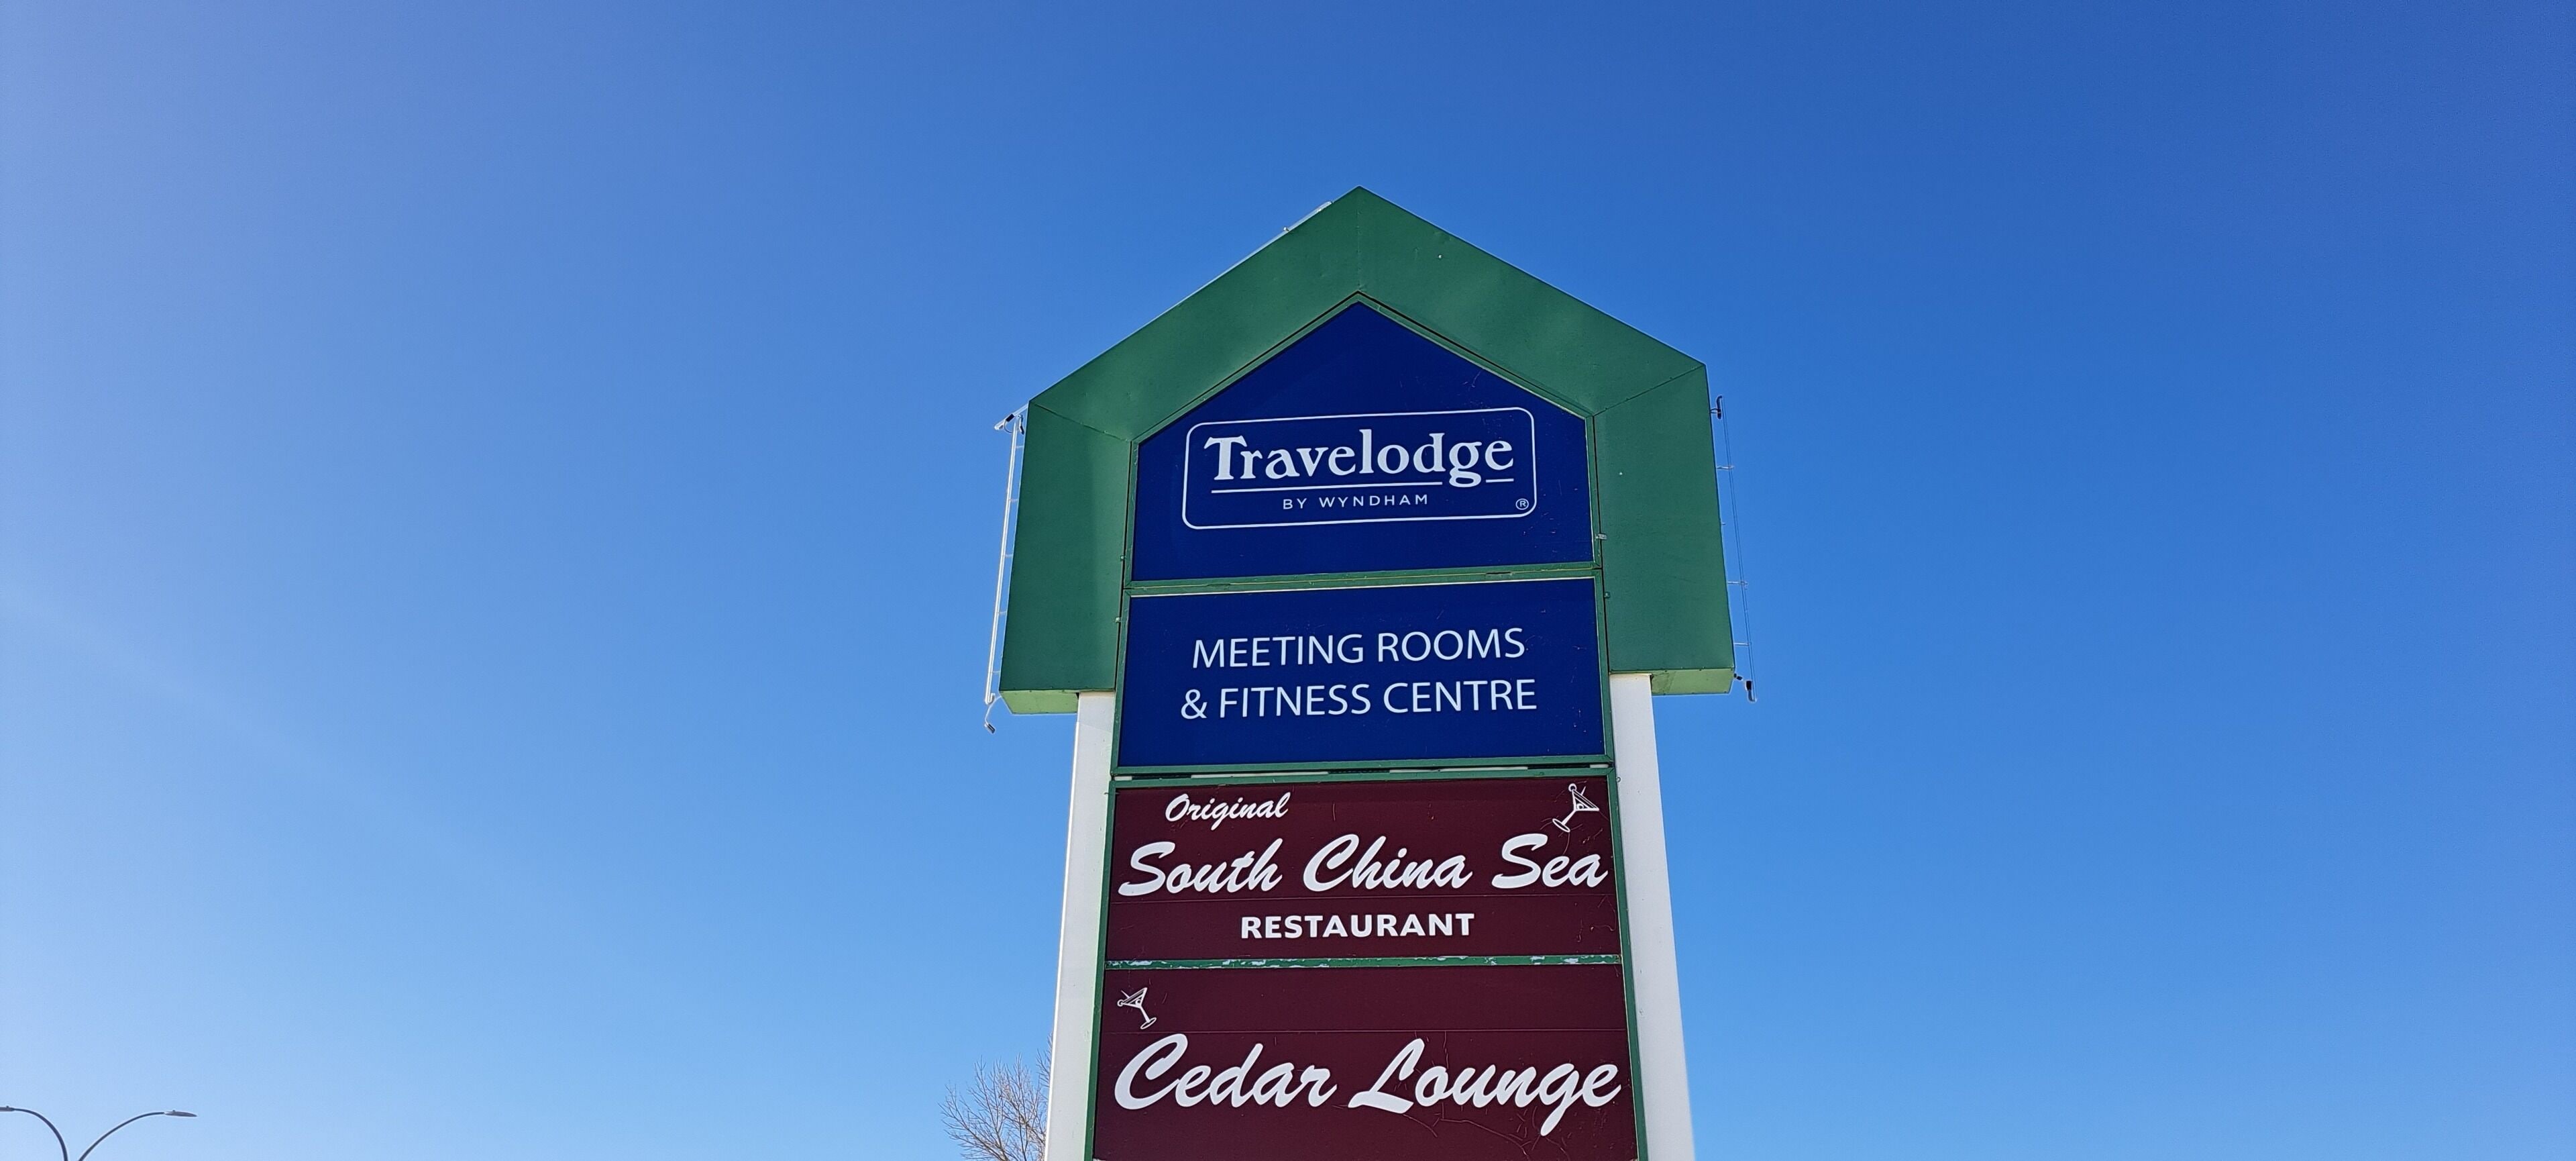 Travelodge
BY WYNDHAM ®
MEETING ROOMS
& FITNESS CENTRE
Original
South China Sea
RESTAURANT
Cedar Lounge